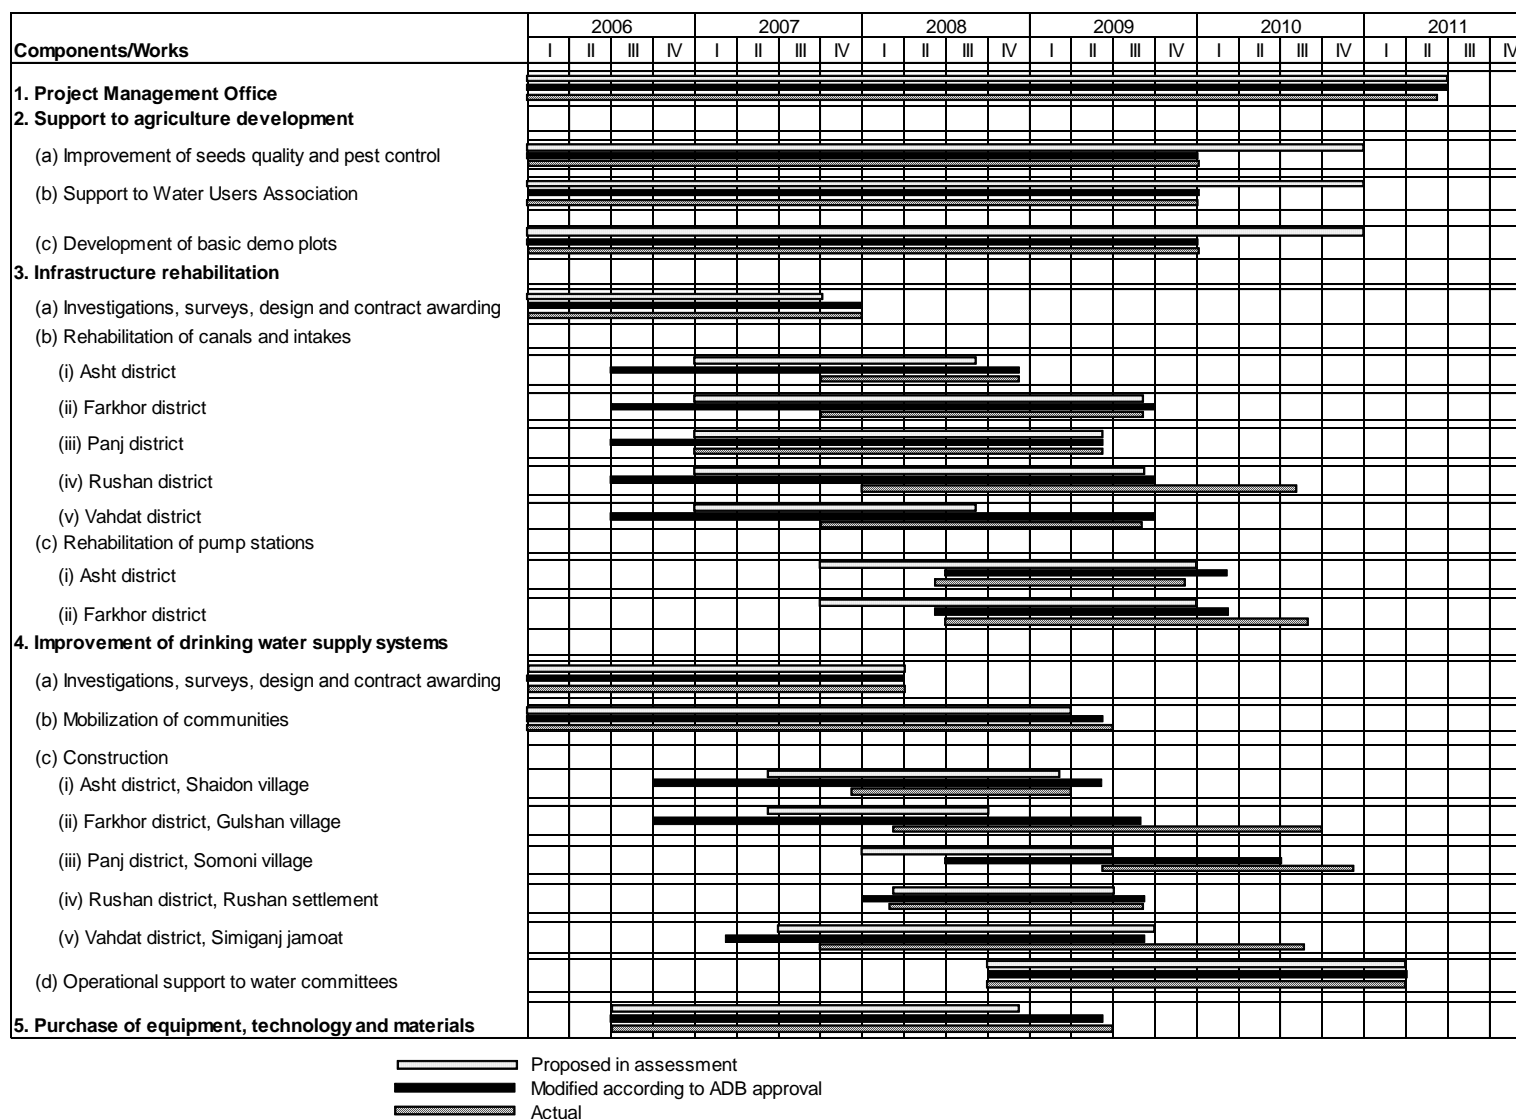 2006 2007 2008 2009 2010 2011
Components/Works I II III IV I II III IV I II III IV I II III IV I II III IV I II III IV
1. Project Management Office
2. Support to agriculture development
(a) Improvement of seeds quality and pest control
(b) Support to Water Users Association
(c) Development of basic demo plots
3. Infrastructure rehabilitation
(a) Investigations, surveys, design and contract awarding
(b) Rehabilitation of canals and intakes
(i) Asht district
(ii) Farkhor district
(iii) Panj district
(iv) Rushan district
(v) Vahdat district
(c) Rehabilitation of pump stations
(i) Asht district
(ii) Farkhor district
4. Improvement of drinking water supply systems
(a) Investigations, surveys, design and contract awarding
(b) Mobilization of communities
(c) Construction
(i) Asht district, Shaidon village
(ii) Farkhor district, Gulshan village
(iii) Panj district, Somoni village
(iv) Rushan district, Rushan settlement
(v) Vahdat district, Simiganj jamoat
(d) Operational support to water committees
5. Purchase of equipment, technology and materials
Proposed in assessment
Modified according to ADB approval
Actual